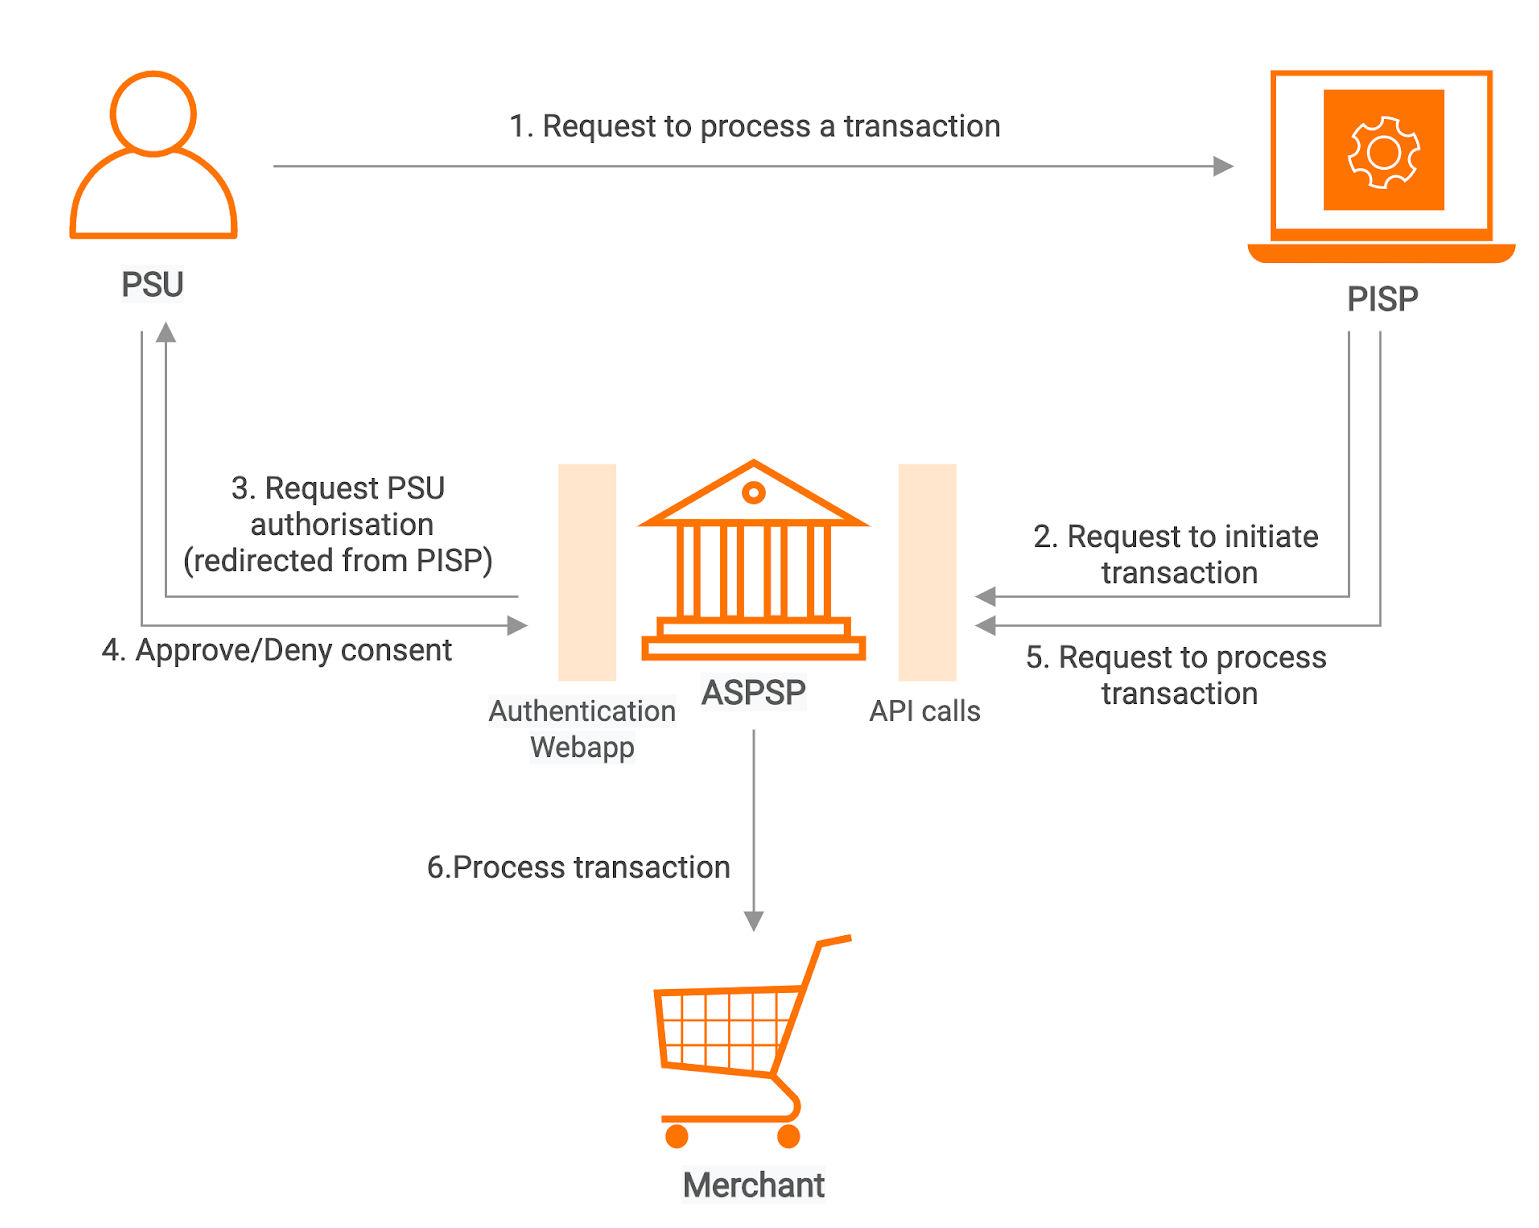 1. Request to process a transaction
PSU
PISP
3. Request PSU
authorisation
(redirected from PISP)
2. Request to initiate
transaction
4. Approve/Deny consent
5. Request to process
transaction
ASPSP
Authentication
Webapp
API calls
6.Process transaction
Merchant